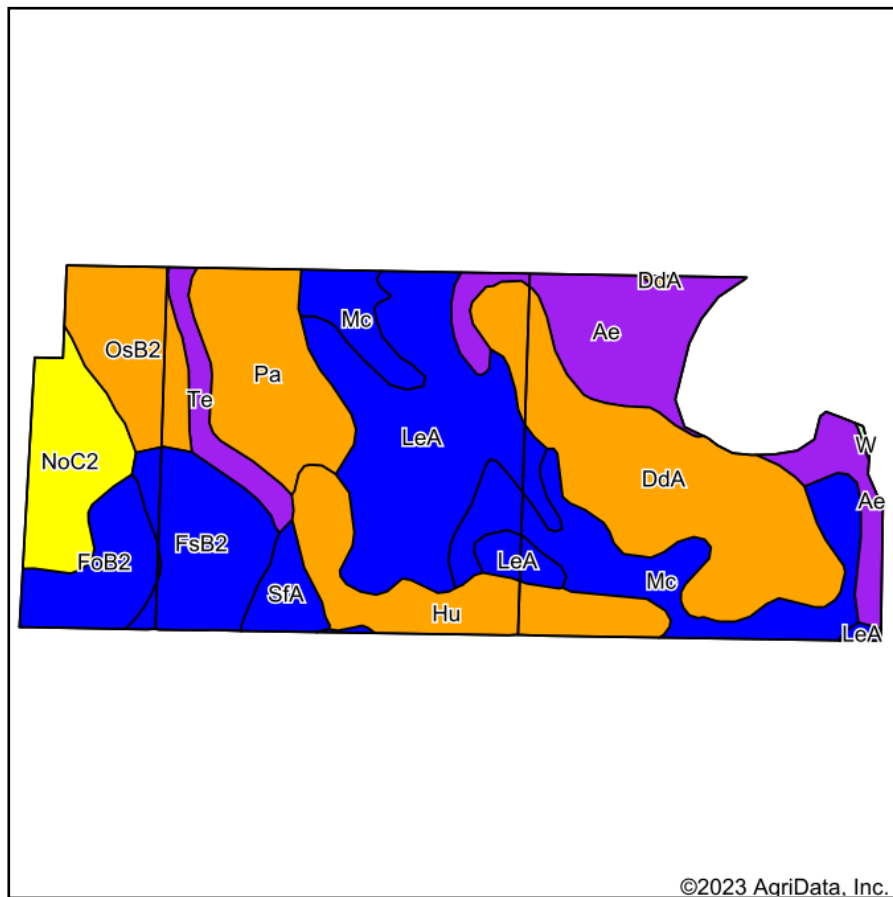 DdA
Mc
Ae
OsB2
Pa
Te
LeA
W
NoC2
DdA
Ae
FsB2
FoB2
LeA
Mc
SfA
Hu
LeA
©2023 AgriData, Inc.